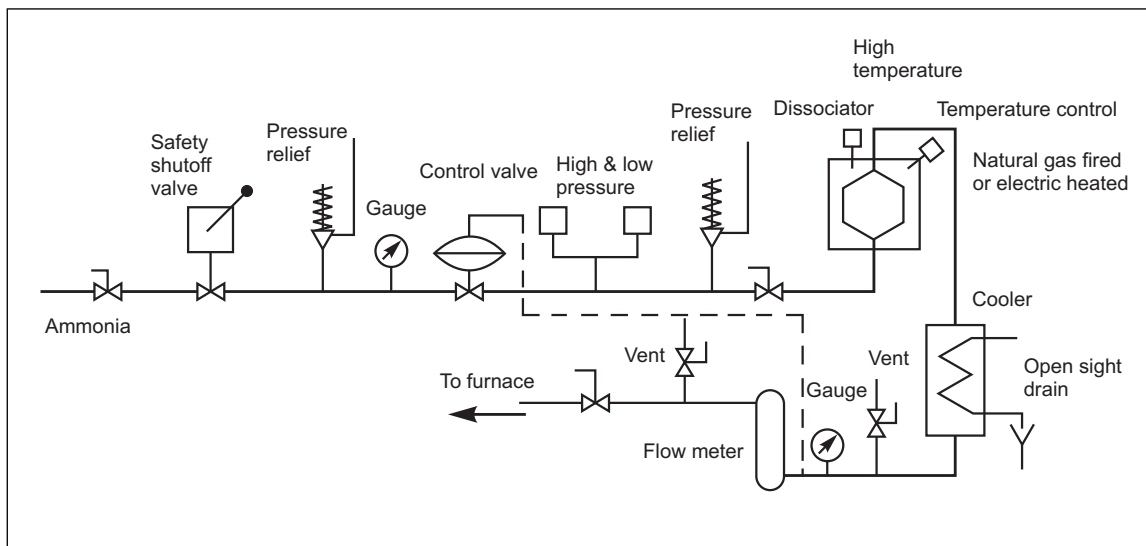 High
temperature
Dissociator
Temperature control
Natural gas fired
or electric heated
Pressure
relief
Safety
shutoff
valve
Pressure
relief
Gauge
Control valve
High & low
pressure
Ammonia
Cooler
Vent
To furnace
Gauge
Vent
Open sight
drain
Flow meter